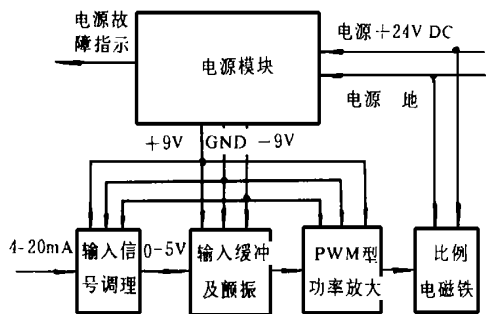 电源故
障指示
电源模块
电源+24V DC
电源 地
+9V GND -9V
4-20mA
输入信
号调理
0-5V
输入缓冲
及颤振
PWM型
功率放大
比例
电磁铁